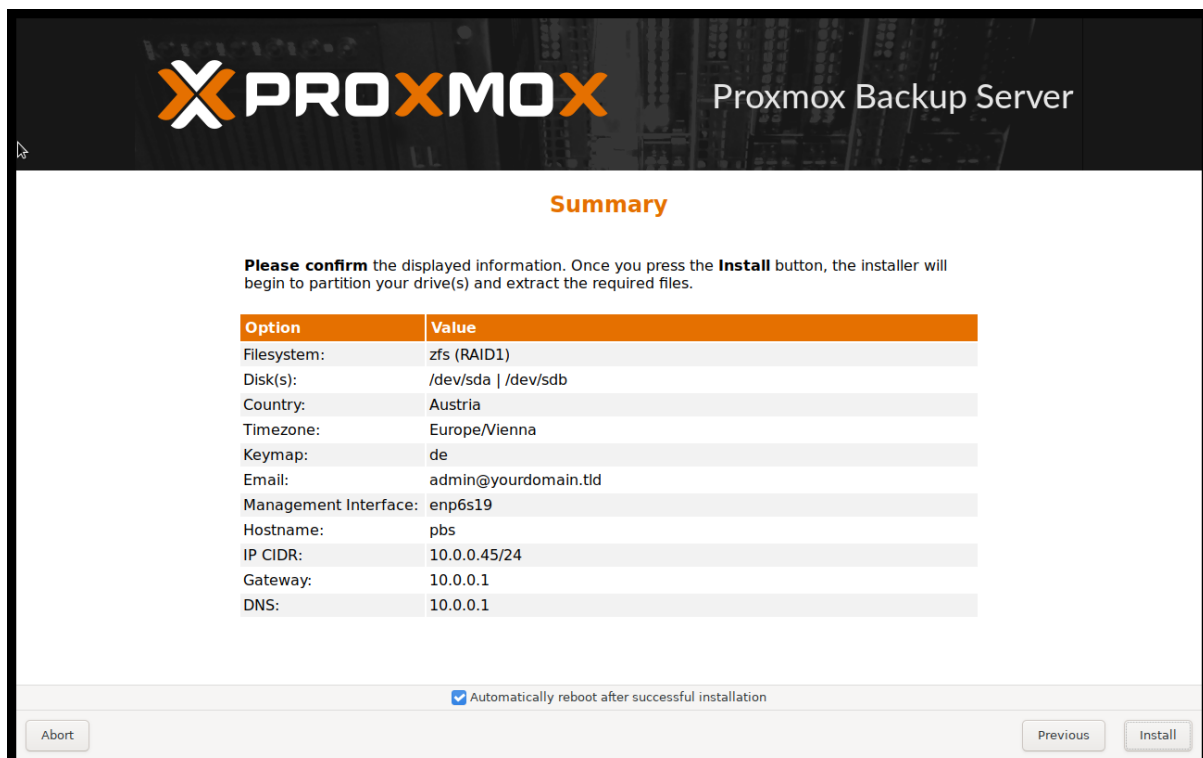 PROXMOX Proxmox Backup Server
LL
Summary
Please confirm the displayed information. Once you press the Install button, the installer will
begin to partition your drive(s) and extract the required files.
Option Value
Filesystem: zfs (RAID1)
Disk(s): /dev/sda | /dev/sdb
Country: Austria
Timezone: Europe/Vienna
Keymap: de
Email: admin@yourdomain.tld
Management Interface: enp6s19
Hostname: pbs
IP CIDR: 10.0.0.45/24
Gateway: 10.0.0.1
DNS: 10.0.0.1
Automatically reboot after successful installation
Abort Previous Install